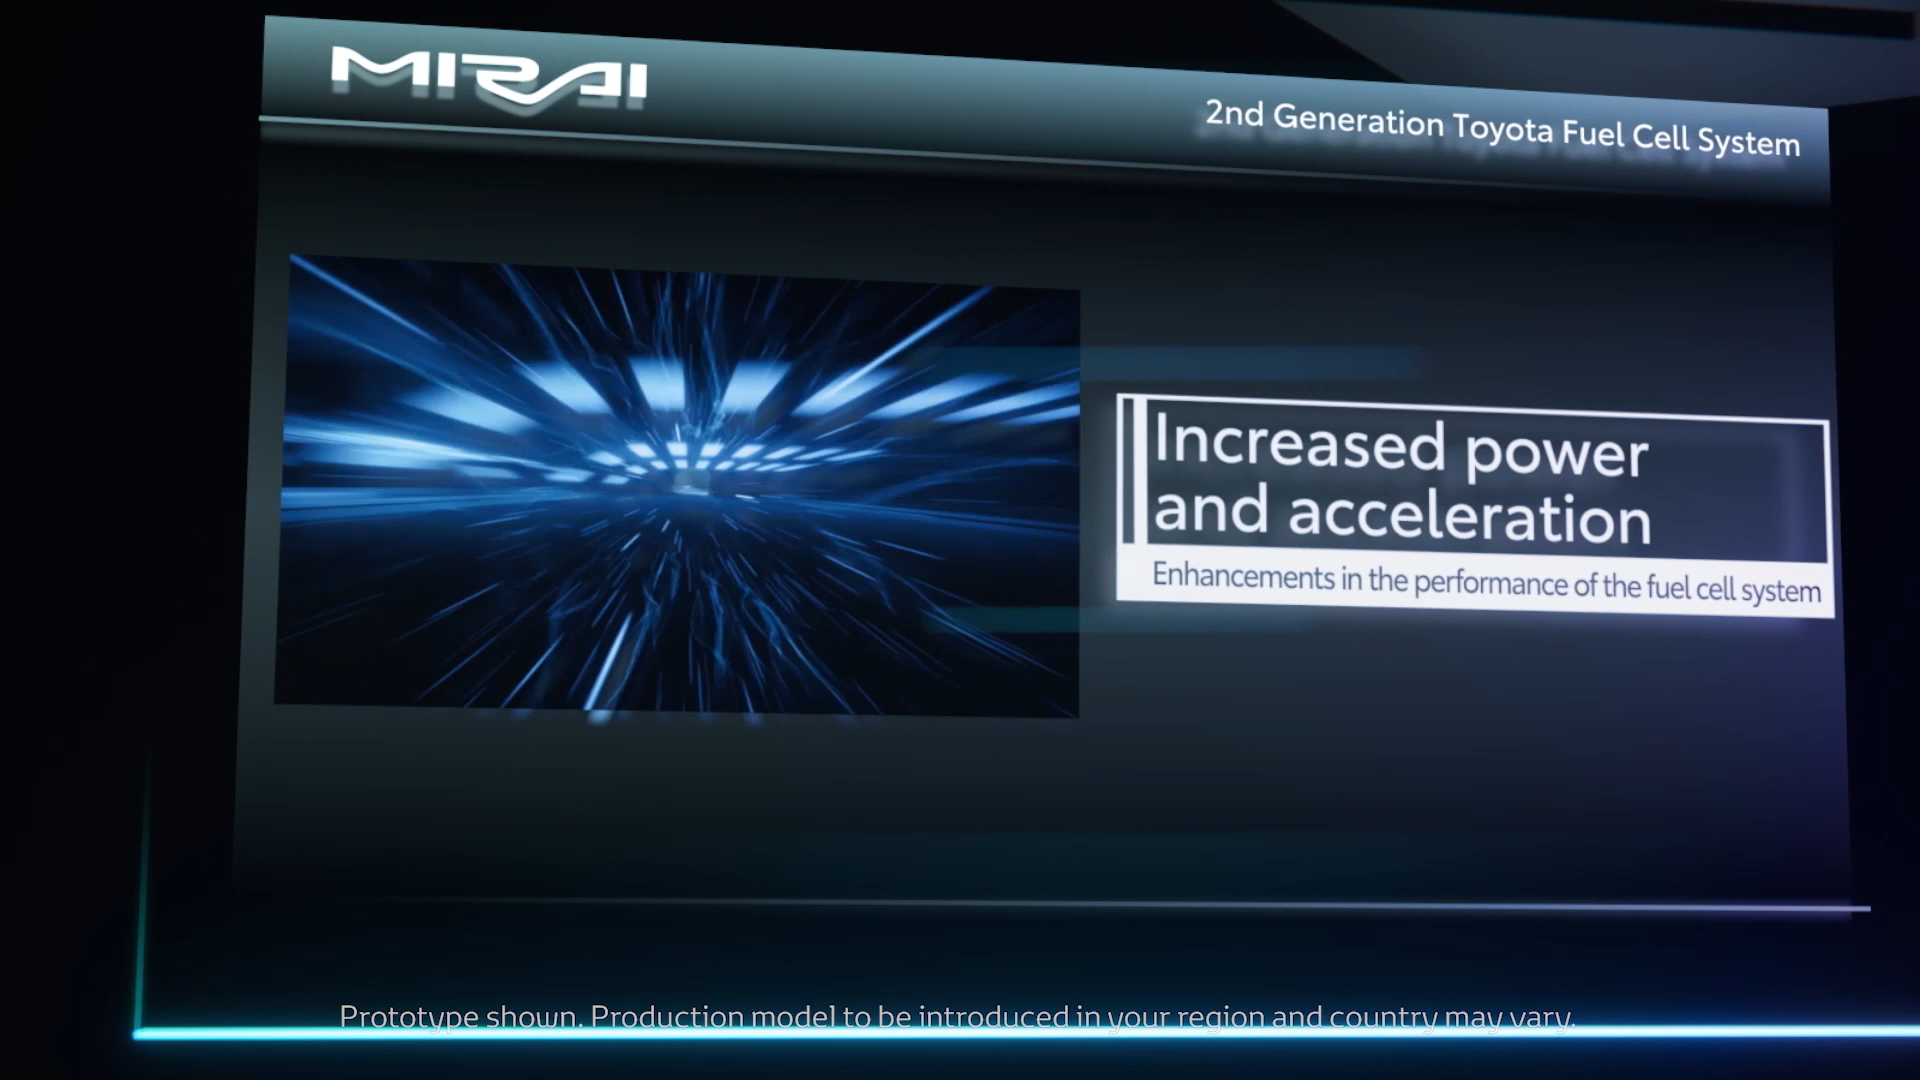 MIRAI
2nd Generation Toyota Fuel Cell System
Increased power
and acceleration
Enhancements in the performance of the fuel cell system
Prototype shown. Production model to be introduced in your region and country may vary.